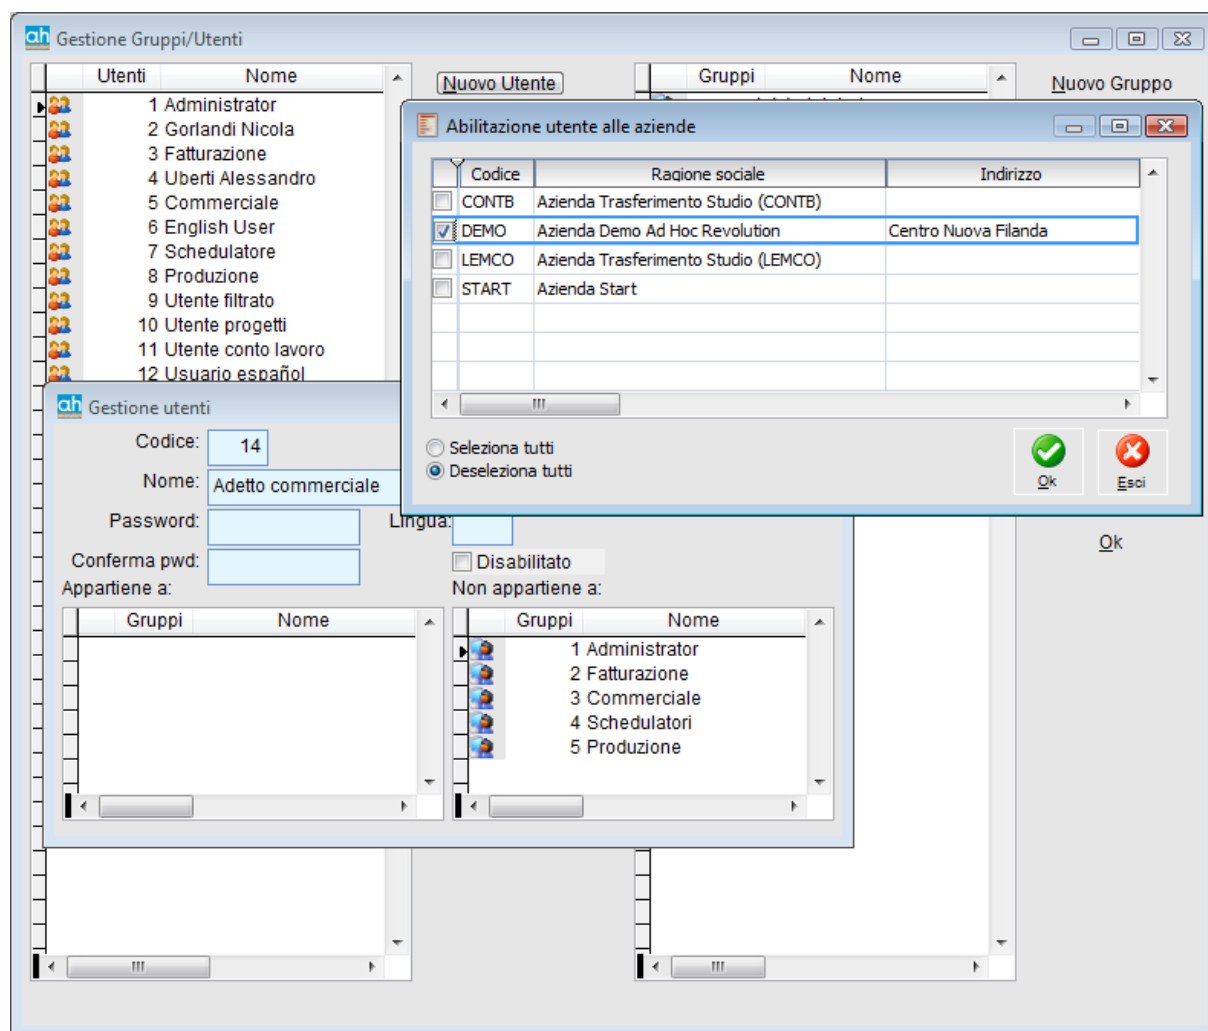 ah Gestione Gruppi/Utenti
Utenti Nome
1 Administrator
2 Gorlandi Nicola
3 Fatturazione
4 Uberti Alessandro
5 Commerciale
6 English User
7 Schedulatore
8 Produzione
9 Utente filtrato
10 Utente progetti
11 Utente conto lavoro
12 Usuario español
Nuovo Utente
Gruppi Nome
Nuovo Gruppo
Ok
Abilitazione utente alle aziende
Codice Ragione sociale Indirizzo
CONTB Azienda Trasferimento Studio (CONTB)
DEMO Azienda Demo Ad Hoc Revolution Centro Nuova Filanda
LEMCO Azienda Trasferimento Studio (LEMCO)
START Azienda Start
Seleziona tutti
Deseleziona tutti
Ok Esci
ah Gestione utenti
Codice: 14
Nome: Adetto commerciale
Password: Lingua:
Conferma pwd: Disabilitato
Appartiene a: Non appartiene a:
Gruppi Nome Gruppi Nome
1 Administrator
2 Fatturazione
3 Commerciale
4 Schedulatori
5 Produzione